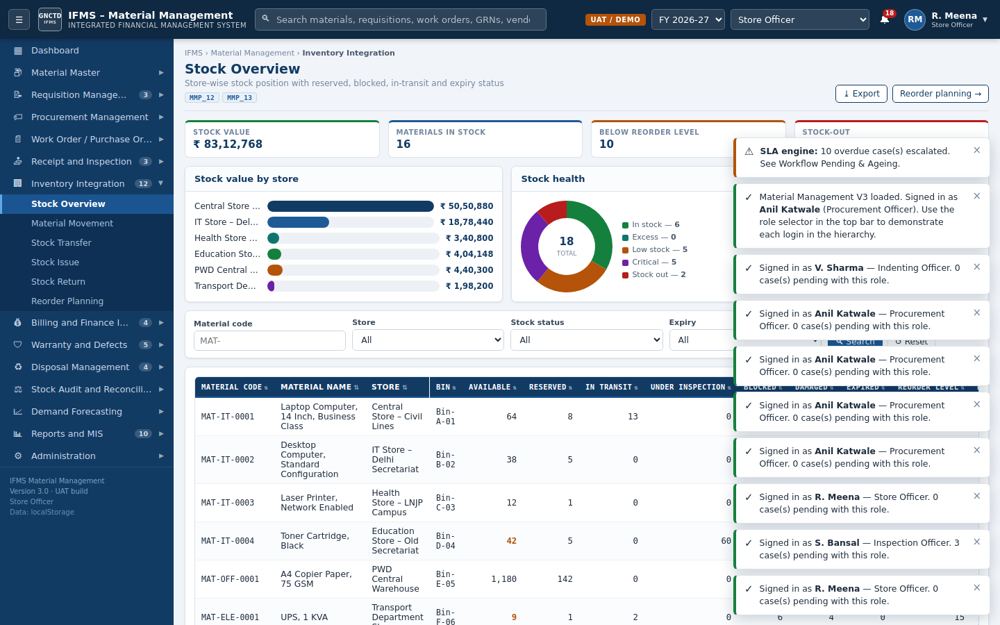 GNCTD
IFMS
IFMS – Material Management
INTEGRATED FINANCIAL MANAGEMENT SYSTEM
Search materials, requisitions, work orders, GRNs, vend
UAT / DEMO
FY 2026-27
Store Officer
18
RM
R. Meena
Store Officer
Dashboard
Material Master
Requisition Manage… 3
Procurement Management
Work Order / Purchase Or…
Receipt and Inspection 3
Inventory Integration 12
Stock Overview
Material Movement
Stock Transfer
Stock Issue
Stock Return
Reorder Planning
Billing and Finance I… 4
Warranty and Defects 5
Disposal Management 4
Stock Audit and Reconcili…
Demand Forecasting
Reports and MIS 10
Administration
IFMS Material Management
Version 3.0 · UAT build
Store Officer
Data: localStorage
IFMS › Material Management › Inventory Integration
Stock Overview
Store-wise stock position with reserved, blocked, in-transit and expiry status
MMP_12 MMP_13
⤓ Export
Reorder planning →
STOCK VALUE
₹ 83,12,768
MATERIALS IN STOCK
16
BELOW REORDER LEVEL
10
STOCK-OUT
Stock value by store
Central Store … ₹ 50,50,880
IT Store – Del… ₹ 18,78,440
Health Store … ₹ 3,40,800
Education Sto… ₹ 4,04,148
PWD Central … ₹ 4,40,300
Transport De… ₹ 1,98,200
Stock health
18
TOTAL
In stock — 6
Excess — 0
Low stock — 5
Critical — 5
Stock out — 2
Material code
MAT-
Store
All
Stock status
All
Expiry
All
Search
↺ Reset
MATERIAL CODE MATERIAL NAME STORE BIN AVAILABLE RESERVED IN TRANSIT UNDER INSPECTION BLOCKED DAMAGED EXPIRED REORDER LEVEL
MAT-IT-0001 Laptop Computer, 14 Inch, Business Class Central Store – Civil Lines Bin-A-01 64 8 13 0
MAT-IT-0002 Desktop Computer, Standard Configuration IT Store – Delhi Secretariat Bin-B-02 38 5 0 0
MAT-IT-0003 Laser Printer, Network Enabled Health Store – LNJP Campus Bin-C-03 12 1 0 0
MAT-IT-0004 Toner Cartridge, Black Education Store – Old Secretariat Bin-D-04 42 5 0 60
MAT-OFF-0001 A4 Copier Paper, 75 GSM PWD Central Warehouse Bin-E-05 1,180 142 0 0
MAT-ELE-0001 UPS, 1 KVA Transport Department Bin-F-06 9 1 2 0 6 4 0 15
SLA engine: 10 overdue case(s) escalated.
See Workflow Pending & Ageing.
Material Management V3 loaded. Signed in as
Anil Katwale (Procurement Officer). Use the
role selector in the top bar to demonstrate
each login in the hierarchy.
Signed in as V. Sharma — Indenting Officer. 0
case(s) pending with this role.
Signed in as Anil Katwale — Procurement
Officer. 0 case(s) pending with this role.
Signed in as Anil Katwale — Procurement
Officer. 0 case(s) pending with this role.
Signed in as Anil Katwale — Procurement
Officer. 0 case(s) pending with this role.
Signed in as Anil Katwale — Procurement
Officer. 0 case(s) pending with this role.
Signed in as R. Meena — Store Officer. 0
case(s) pending with this role.
Signed in as S. Bansal — Inspection Officer. 3
case(s) pending with this role.
Signed in as R. Meena — Store Officer. 0
case(s) pending with this role.